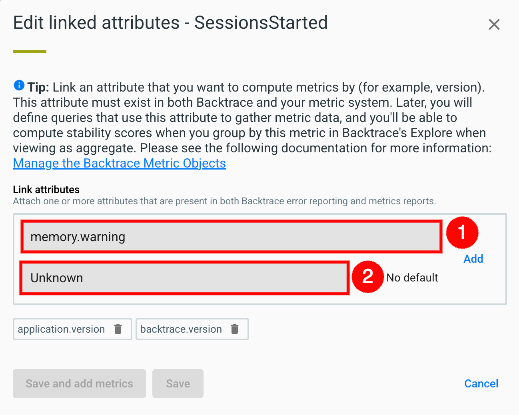 Edit linked attributes - SessionsStarted
Tip: Link an attribute that you want to compute metrics by (for example, version).
This attribute must exist in both Backtrace and your metric system. Later, you will
define queries that use this attribute to gather metric data, and you'll be able to
compute stability scores when you group by this metric in Backtrace's Explore when
viewing as aggregate. Please see the following documentation for more information:
Manage the Backtrace Metric Objects
Link attributes
Attach one or more attributes that are present in both Backtrace error reporting and metrics reports.
memory.warning
1
Add
Unknown
2
No default
application.version
backtrace.version
Save and add metrics
Save
Cancel